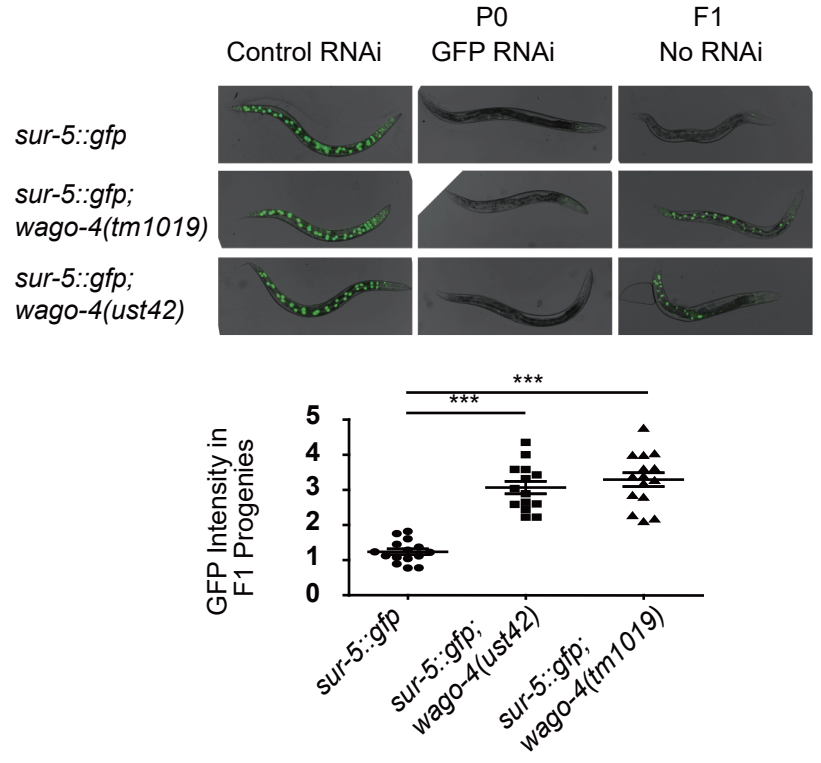 P0
F1
Control RNAi
GFP RNAi
No RNAi
sur-5::gfp
sur-5::gfp;
wago-4(tm1019)
sur-5::gfp;
wago-4(ust42)
***
***
5
4
3
2
1
0
GFP Intensity in
F1 Progenies
sur-5::gfp
sur-5::gfp;
wago-4(ust42)
sur-5::gfp;
wago-4(tm1019)